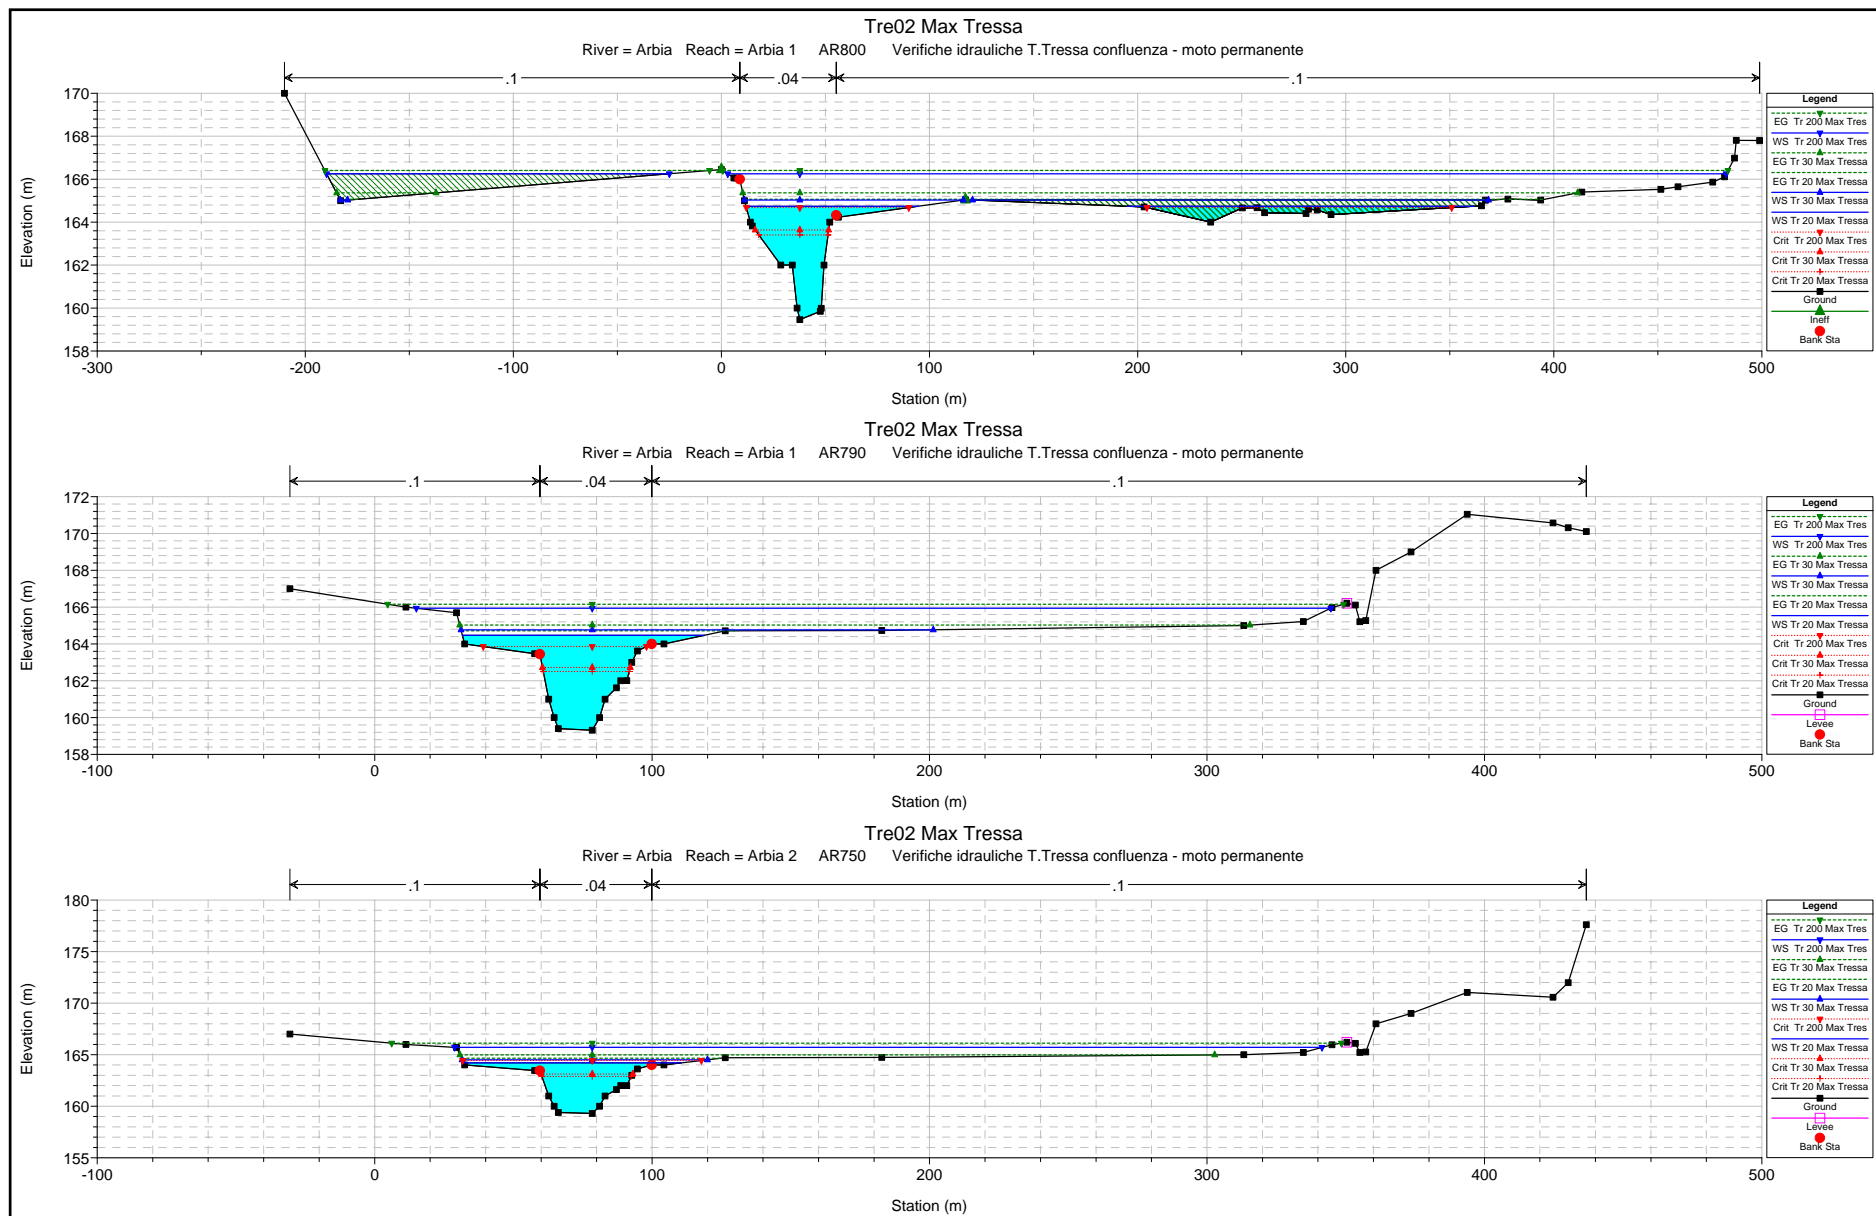 Tre02 Max Tressa
River = Arbia Reach = Arbia 1 AR800 Verifiche idrauliche T.Tressa confluenza - moto permanente
.1 .04 .1
170
168
166
164
162
160
158
Elevation (m)
-300 -200 -100 0 100 200 300 400 500
Station (m)
Legend
EG Tr 200 Max Tres
WS Tr 200 Max Tres
EG Tr 30 Max Tressa
EG Tr 20 Max Tressa
WS Tr 30 Max Tressa
WS Tr 20 Max Tressa
Crit Tr 200 Max Tres
Crit Tr 30 Max Tressa
Crit Tr 20 Max Tressa
Ground
Ineff
Bank Sta
Tre02 Max Tressa
River = Arbia Reach = Arbia 1 AR790 Verifiche idrauliche T.Tressa confluenza - moto permanente
.1 .04 .1
172
170
168
166
164
162
160
158
Elevation (m)
-100 0 100 200 300 400 500
Station (m)
Legend
EG Tr 200 Max Tres
WS Tr 200 Max Tres
EG Tr 30 Max Tressa
WS Tr 30 Max Tressa
EG Tr 20 Max Tressa
WS Tr 20 Max Tressa
Crit Tr 200 Max Tres
Crit Tr 30 Max Tressa
Crit Tr 20 Max Tressa
Ground
Levee
Bank Sta
Tre02 Max Tressa
River = Arbia Reach = Arbia 2 AR750 Verifiche idrauliche T.Tressa confluenza - moto permanente
.1 .04 .1
180
175
170
165
160
155
Elevation (m)
-100 0 100 200 300 400 500
Station (m)
Legend
EG Tr 200 Max Tres
WS Tr 200 Max Tres
EG Tr 30 Max Tressa
EG Tr 20 Max Tressa
WS Tr 30 Max Tressa
Crit Tr 200 Max Tres
WS Tr 20 Max Tressa
Crit Tr 30 Max Tressa
Crit Tr 20 Max Tressa
Ground
Levee
Bank Sta